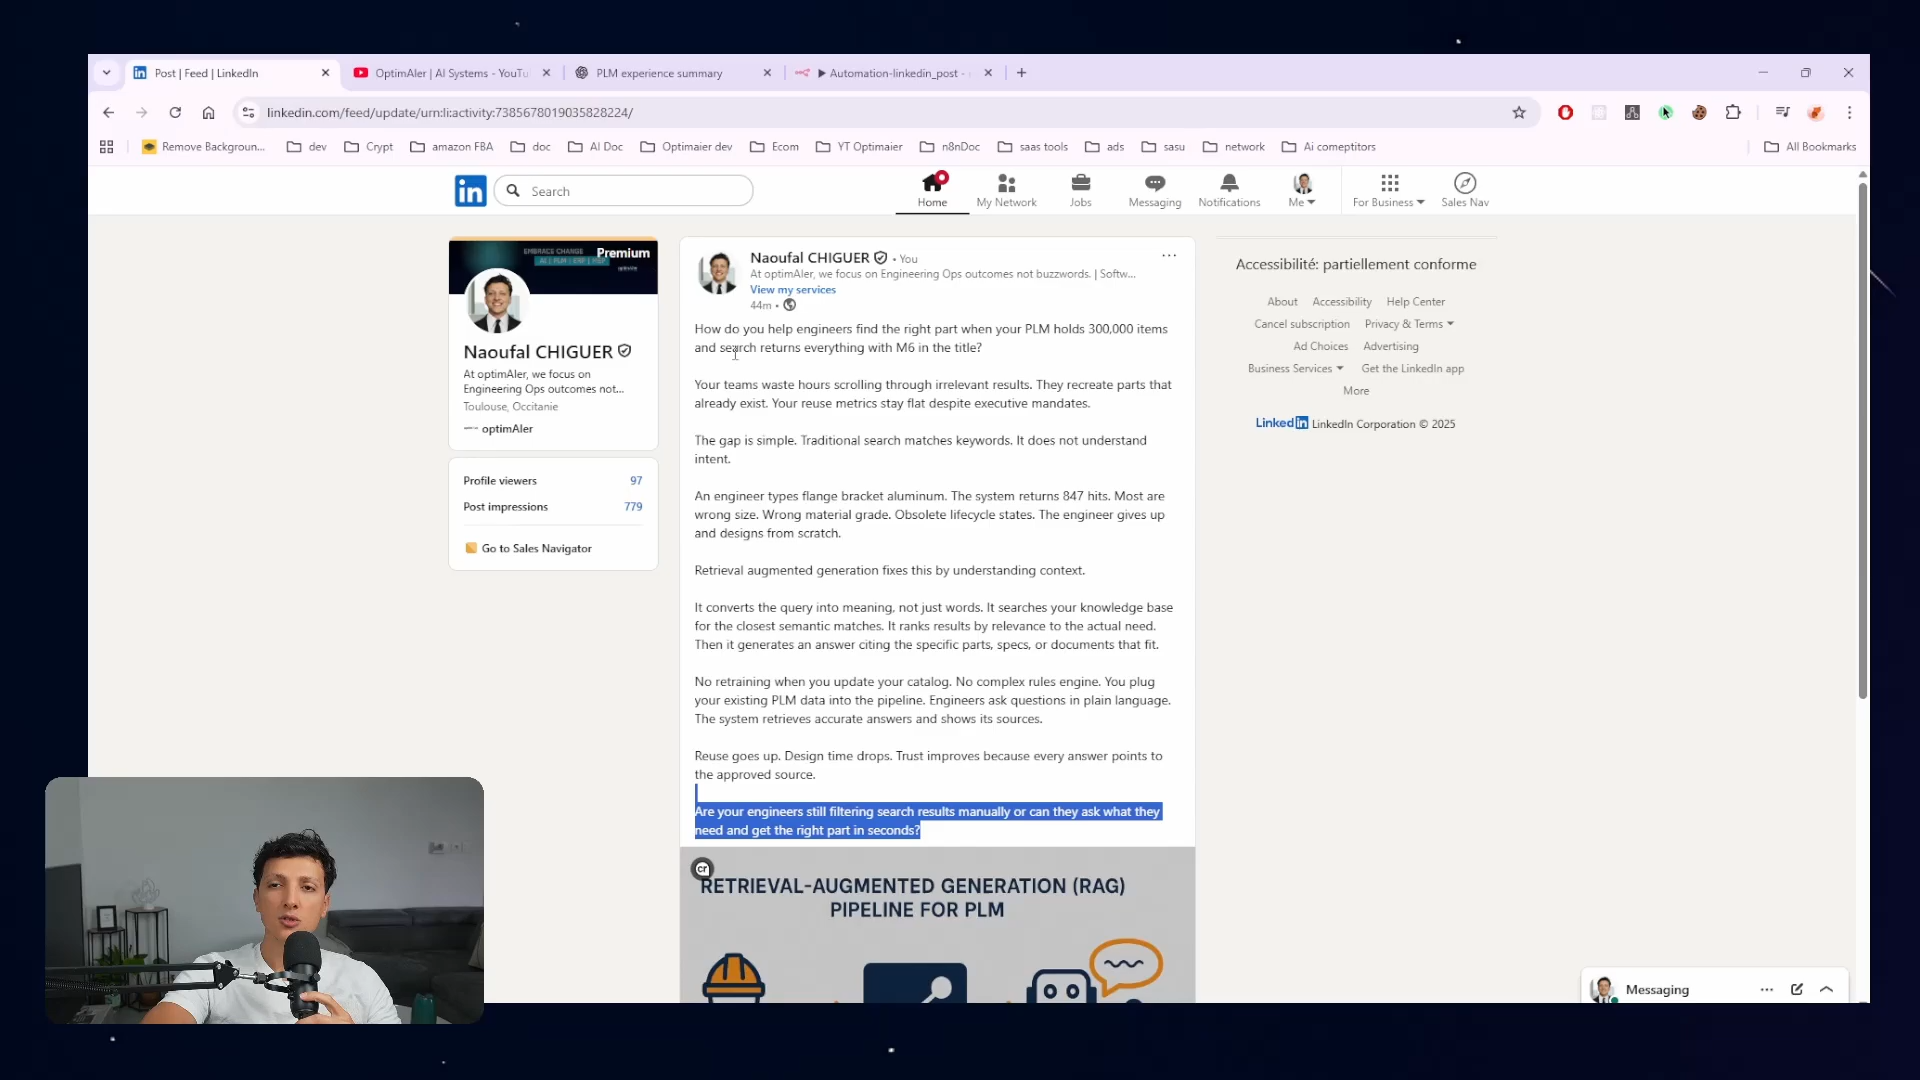 Post | Feed | LinkedIn
OptimAIer | AI Systems - YouTu
PLM experience summary
▶ Automation-linkedin_post -
linkedin.com/feed/update/urn:li:activity:7385678019035828224/
Remove Backgroun...
dev
Crypt
amazon FBA
doc
AI Doc
Optimaier dev
Ecom
YT Optimaier
n8nDoc
saas tools
ads
sasu
network
Ai comeptitors
All Bookmarks
in
Search
Home
My Network
Jobs
Messaging
Notifications
Me
For Business
Sales Nav
EMBRACE CHANGE
Premium
Naoufal CHIGUER
At optimAIer, we focus on
Engineering Ops outcomes not...
Toulouse, Occitanie
optimAIer
Profile viewers 97
Post impressions 779
Go to Sales Navigator
Naoufal CHIGUER • You
At optimAIer, we focus on Engineering Ops outcomes not buzzwords. | Softw...
View my services
44m •
How do you help engineers find the right part when your PLM holds 300,000 items
and search returns everything with M6 in the title?
Your teams waste hours scrolling through irrelevant results. They recreate parts that
already exist. Your reuse metrics stay flat despite executive mandates.
The gap is simple. Traditional search matches keywords. It does not understand
intent.
An engineer types flange bracket aluminum. The system returns 847 hits. Most are
wrong size. Wrong material grade. Obsolete lifecycle states. The engineer gives up
and designs from scratch.
Retrieval augmented generation fixes this by understanding context.
It converts the query into meaning, not just words. It searches your knowledge base
for the closest semantic matches. It ranks results by relevance to the actual need.
Then it generates an answer citing the specific parts, specs, or documents that fit.
No retraining when you update your catalog. No complex rules engine. You plug
your existing PLM data into the pipeline. Engineers ask questions in plain language.
The system retrieves accurate answers and shows its sources.
Reuse goes up. Design time drops. Trust improves because every answer points to
the approved source.
Are your engineers still filtering search results manually or can they ask what they
need and get the right part in seconds?
cr
RETRIEVAL-AUGMENTED GENERATION (RAG)
PIPELINE FOR PLM
Accessibilité: partiellement conforme
About Accessibility Help Center
Cancel subscription Privacy & Terms
Ad Choices Advertising
Business Services Get the LinkedIn app
More
LinkedIn LinkedIn Corporation © 2025
Messaging